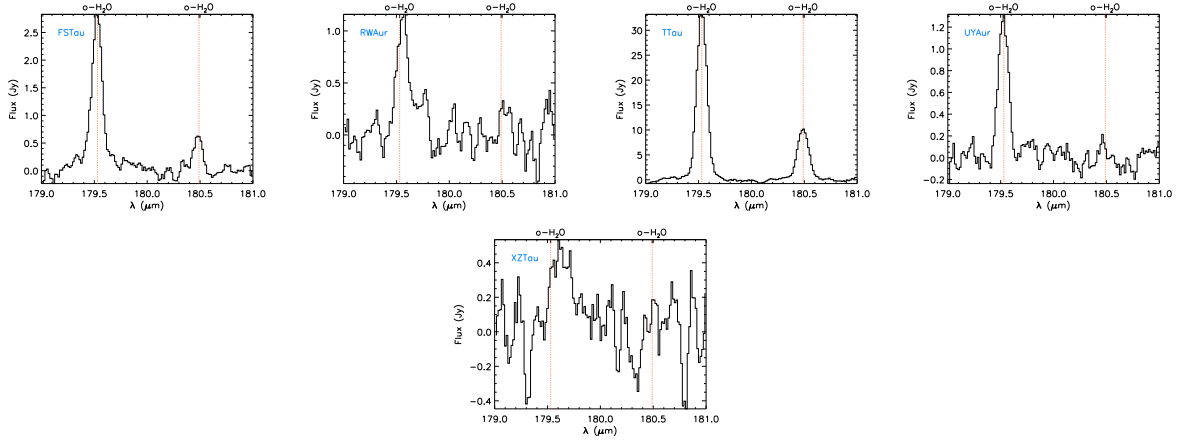 o-H₂O o-H₂O
FSTau
Flux (Jy)
2.5
2.0
1.5
1.0
0.5
0.0
179.0 179.5 180.0 180.5 181.0
λ (μm)
o-H₂O o-H₂O
RWAur
Flux (Jy)
1.0
0.5
0.0
179.0 179.5 180.0 180.5 181.0
λ (μm)
o-H₂O o-H₂O
TTau
Flux (Jy)
30
25
20
15
10
5
0
179.0 179.5 180.0 180.5 181.0
λ (μm)
o-H₂O o-H₂O
UYAur
Flux (Jy)
1.2
1.0
0.8
0.6
0.4
0.2
0.0
−0.2
179.0 179.5 180.0 180.5 181.0
λ (μm)
o-H₂O o-H₂O
XZTau
Flux (Jy)
0.4
0.2
0.0
−0.2
−0.4
179.0 179.5 180.0 180.5 181.0
λ (μm)